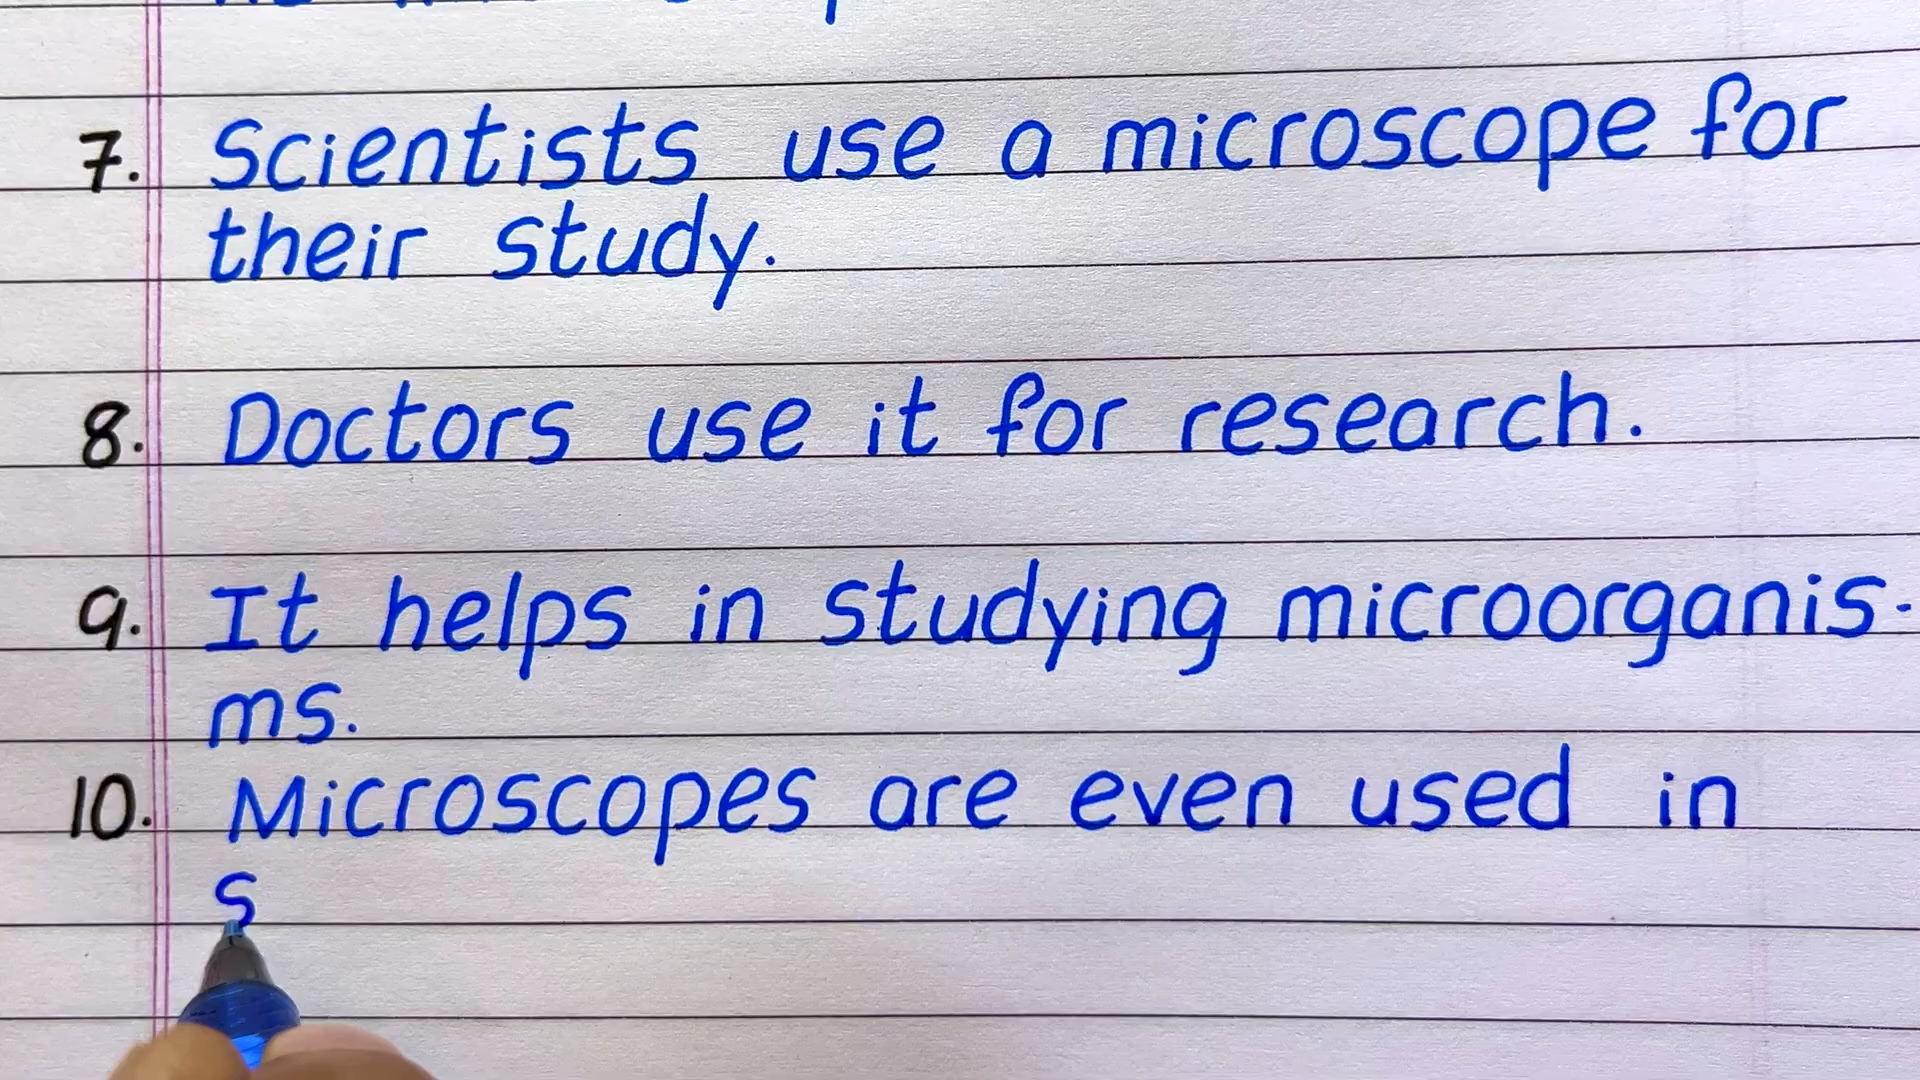 7. Scientists use a microscope for
their study.
8. Doctors use it for research.
9. It helps in studying microorganis-
ms.
10. Microscopes are even used in
s